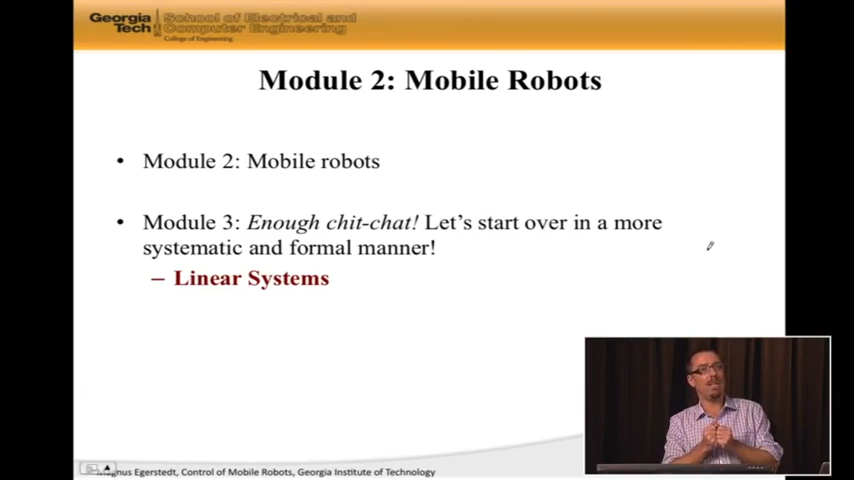 Georgia
Tech
School of Electrical and
Computer Engineering
College of Engineering
Module 2: Mobile Robots
• Module 2: Mobile robots
• Module 3: Enough chit-chat! Let’s start over in a more
systematic and formal manner!
– Linear Systems
Magnus Egerstedt, Control of Mobile Robots, Georgia Institute of Technology